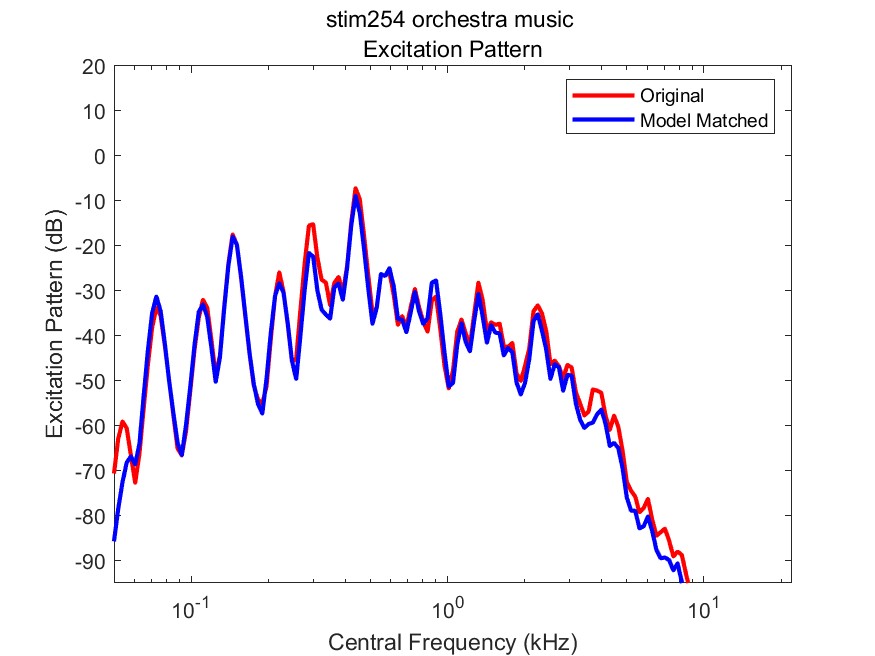 stim254 orchestra music
Excitation Pattern
Original
Model Matched
20
10
0
-10
-20
-30
-40
-50
-60
-70
-80
-90
Excitation Pattern (dB)
10-1
100
101
Central Frequency (kHz)